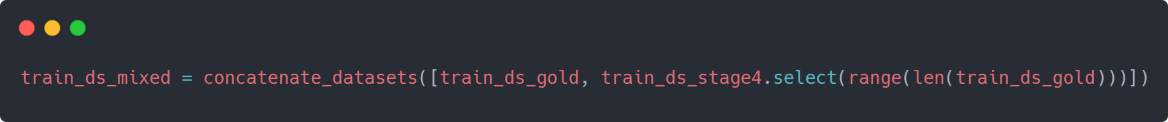 train_ds_mixed = concatenate_datasets([train_ds_gold, train_ds_stage4.select(range(len(train_ds_gold)))])